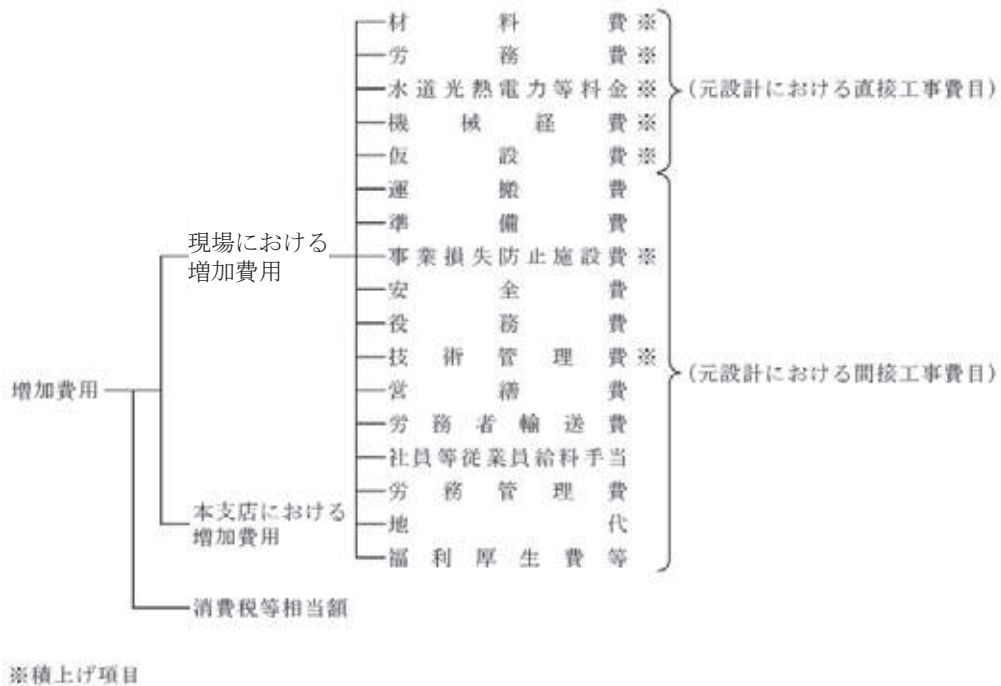 材料費※
労務費※
水道光熱電力等料金※
(元設計における直接工事費目)
機械経費※
仮設費※
運搬費
準備費
現場における
増加費用
事業損失防止施設費※
安全費
役務費
技術管理費※
(元設計における間接工事費目)
増加費用
営繕費
労務者輸送費
社員等従業員給料手当
労務管理費
本支店における
増加費用
地代
福利厚生費等
消費税等相当額
※積上げ項目